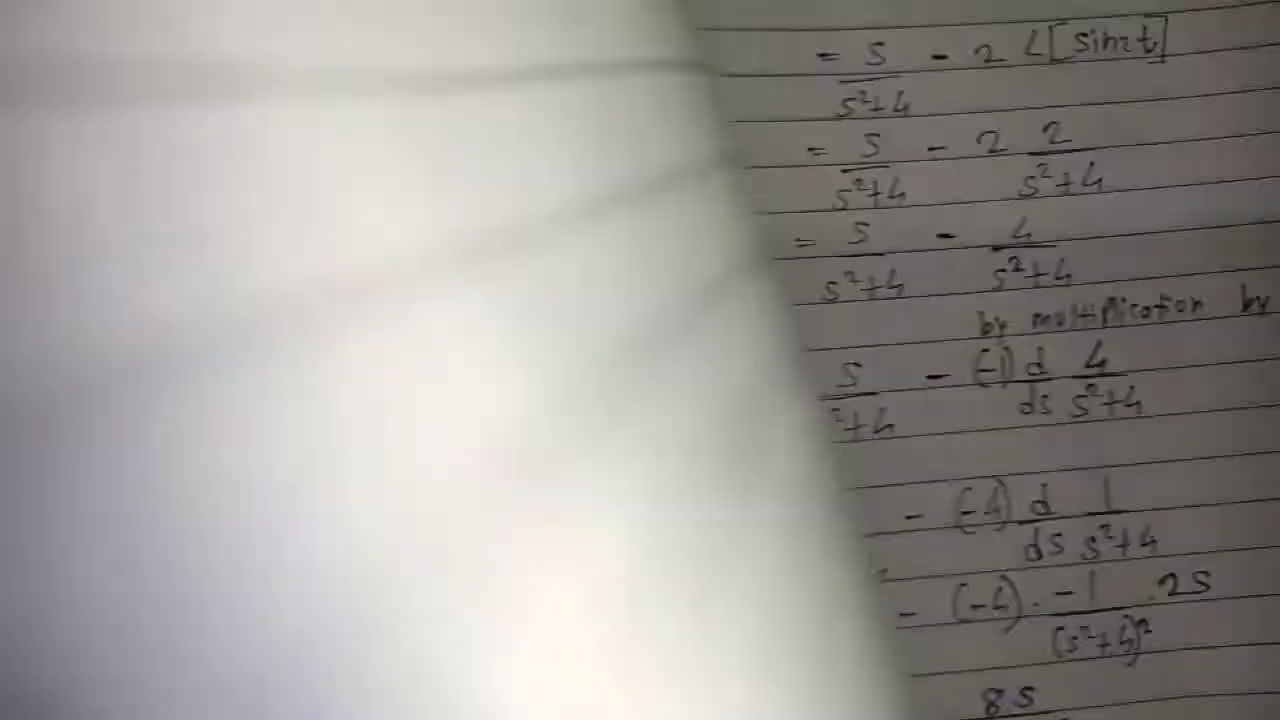 = s/s²+4 - 2 L[sin2t]
= s/s²+4 - 2 2/s²+4
= s/s²+4 - 4/s²+4
by multiplication by
s/²+4 - (-1) d/ds 4/s²+4
- (-4) d/ds 1/s²+4
- (-4) . -1/(s²+4)² .2s
8s